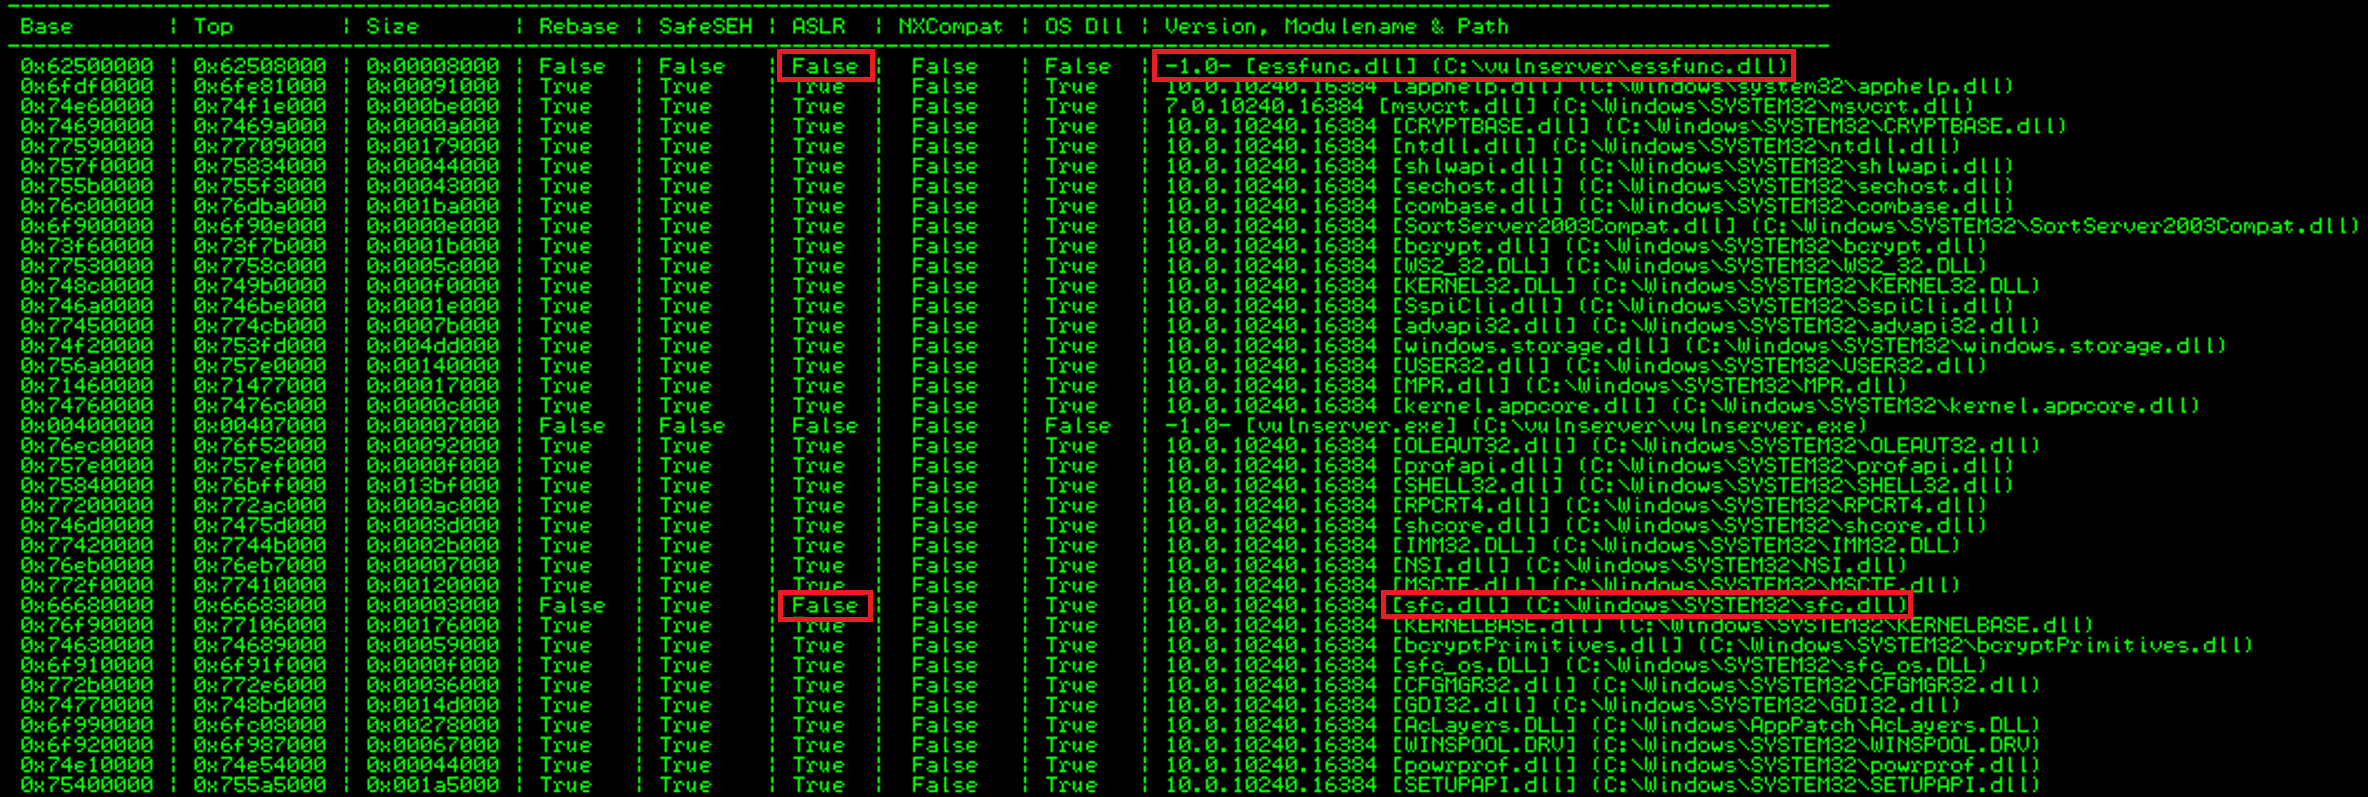 Base | Top | Size | Rebase | SafeSEH | ASLR | NXCompat | OS Dll | Version, Modulename & Path
0x62500000 | 0x62508000 | 0x00008000 | False | False | False | False | False | -1.0- [essfunc.dll] (C:\vulnserver\essfunc.dll)
0x6fdf0000 | 0x6fe81000 | 0x00091000 | True | True | True | False | True | 10.0.10240.16384 [apphelp.dll] (C:\Windows\system32\apphelp.dll)
0x74e60000 | 0x74f1e000 | 0x000be000 | True | True | True | False | True | 7.0.10240.16384 [msvcrt.dll] (C:\Windows\SYSTEM32\msvcrt.dll)
0x74690000 | 0x7469a000 | 0x0000a000 | True | True | True | False | True | 10.0.10240.16384 [CRYPTBASE.dll] (C:\Windows\SYSTEM32\CRYPTBASE.dll)
0x77590000 | 0x77709000 | 0x00179000 | True | True | True | False | True | 10.0.10240.16384 [ntdll.dll] (C:\Windows\SYSTEM32\ntdll.dll)
0x757f0000 | 0x75834000 | 0x00044000 | True | True | True | False | True | 10.0.10240.16384 [shlwapi.dll] (C:\Windows\SYSTEM32\shlwapi.dll)
0x755b0000 | 0x755f3000 | 0x00043000 | True | True | True | False | True | 10.0.10240.16384 [sechost.dll] (C:\Windows\SYSTEM32\sechost.dll)
0x76c00000 | 0x76dba000 | 0x001ba000 | True | True | True | False | True | 10.0.10240.16384 [combase.dll] (C:\Windows\SYSTEM32\combase.dll)
0x6f900000 | 0x6f90e000 | 0x0000e000 | True | True | True | False | True | 10.0.10240.16384 [SortServer2003Compat.dll] (C:\Windows\SYSTEM32\SortServer2003Compat.dll)
0x73f60000 | 0x73f7b000 | 0x0001b000 | True | True | True | False | True | 10.0.10240.16384 [bcrypt.dll] (C:\Windows\SYSTEM32\bcrypt.dll)
0x77530000 | 0x7758c000 | 0x0005c000 | True | True | True | False | True | 10.0.10240.16384 [WS2_32.DLL] (C:\Windows\SYSTEM32\WS2_32.DLL)
0x748c0000 | 0x749b0000 | 0x000f0000 | True | True | True | False | True | 10.0.10240.16384 [KERNEL32.DLL] (C:\Windows\SYSTEM32\KERNEL32.DLL)
0x746a0000 | 0x746be000 | 0x0001e000 | True | True | True | False | True | 10.0.10240.16384 [SspiCli.dll] (C:\Windows\SYSTEM32\SspiCli.dll)
0x77450000 | 0x774cb000 | 0x0007b000 | True | True | True | False | True | 10.0.10240.16384 [advapi32.dll] (C:\Windows\SYSTEM32\advapi32.dll)
0x74f20000 | 0x753fd000 | 0x004dd000 | True | True | True | False | True | 10.0.10240.16384 [windows.storage.dll] (C:\Windows\SYSTEM32\windows.storage.dll)
0x756a0000 | 0x757e0000 | 0x00140000 | True | True | True | False | True | 10.0.10240.16384 [USER32.dll] (C:\Windows\SYSTEM32\USER32.dll)
0x71460000 | 0x71477000 | 0x00017000 | True | True | True | False | True | 10.0.10240.16384 [MPR.dll] (C:\Windows\SYSTEM32\MPR.dll)
0x74760000 | 0x7476c000 | 0x0000c000 | True | True | True | False | True | 10.0.10240.16384 [kernel.appcore.dll] (C:\Windows\SYSTEM32\kernel.appcore.dll)
0x00400000 | 0x00407000 | 0x00007000 | False | False | False | False | False | -1.0- [vulnserver.exe] (C:\vulnserver\vulnserver.exe)
0x76ec0000 | 0x76f52000 | 0x00092000 | True | True | True | False | True | 10.0.10240.16384 [OLEAUT32.dll] (C:\Windows\SYSTEM32\OLEAUT32.dll)
0x757e0000 | 0x757ef000 | 0x0000f000 | True | True | True | False | True | 10.0.10240.16384 [profapi.dll] (C:\Windows\SYSTEM32\profapi.dll)
0x75840000 | 0x76bff000 | 0x013bf000 | True | True | True | False | True | 10.0.10240.16384 [SHELL32.dll] (C:\Windows\SYSTEM32\SHELL32.dll)
0x77200000 | 0x772ac000 | 0x000ac000 | True | True | True | False | True | 10.0.10240.16384 [RPCRT4.dll] (C:\Windows\SYSTEM32\RPCRT4.dll)
0x746d0000 | 0x7475d000 | 0x0008d000 | True | True | True | False | True | 10.0.10240.16384 [shcore.dll] (C:\Windows\SYSTEM32\shcore.dll)
0x77420000 | 0x7744b000 | 0x0002b000 | True | True | True | False | True | 10.0.10240.16384 [IMM32.DLL] (C:\Windows\SYSTEM32\IMM32.DLL)
0x76eb0000 | 0x76eb7000 | 0x00007000 | True | True | True | False | True | 10.0.10240.16384 [NSI.dll] (C:\Windows\SYSTEM32\NSI.dll)
0x772f0000 | 0x77410000 | 0x00120000 | True | True | True | False | True | 10.0.10240.16384 [MSCTF.dll] (C:\Windows\SYSTEM32\MSCTF.dll)
0x66680000 | 0x66683000 | 0x00003000 | False | True | False | False | True | 10.0.10240.16384 [sfc.dll] (C:\Windows\SYSTEM32\sfc.dll)
0x76f90000 | 0x77106000 | 0x00176000 | True | True | True | False | True | 10.0.10240.16384 [KERNELBASE.dll] (C:\Windows\SYSTEM32\KERNELBASE.dll)
0x74630000 | 0x74689000 | 0x00059000 | True | True | True | False | True | 10.0.10240.16384 [bcryptPrimitives.dll] (C:\Windows\SYSTEM32\bcryptPrimitives.dll)
0x6f910000 | 0x6f91f000 | 0x0000f000 | True | True | True | False | True | 10.0.10240.16384 [sfc_os.DLL] (C:\Windows\SYSTEM32\sfc_os.DLL)
0x772b0000 | 0x772e6000 | 0x00036000 | True | True | True | False | True | 10.0.10240.16384 [CFGMGR32.dll] (C:\Windows\SYSTEM32\CFGMGR32.dll)
0x74770000 | 0x748bd000 | 0x0014d000 | True | True | True | False | True | 10.0.10240.16384 [GDI32.dll] (C:\Windows\SYSTEM32\GDI32.dll)
0x6f990000 | 0x6fc08000 | 0x00278000 | True | True | True | False | True | 10.0.10240.16384 [AcLayers.DLL] (C:\Windows\AppPatch\AcLayers.DLL)
0x6f920000 | 0x6f987000 | 0x00067000 | True | True | True | False | True | 10.0.10240.16384 [WINSPOOL.DRV] (C:\Windows\SYSTEM32\WINSPOOL.DRV)
0x74e10000 | 0x74e54000 | 0x00044000 | True | True | True | False | True | 10.0.10240.16384 [powrprof.dll] (C:\Windows\SYSTEM32\powrprof.dll)
0x75400000 | 0x755a5000 | 0x001a5000 | True | True | True | False | True | 10.0.10240.16384 [SETUPAPI.dll] (C:\Windows\SYSTEM32\SETUPAPI.dll)